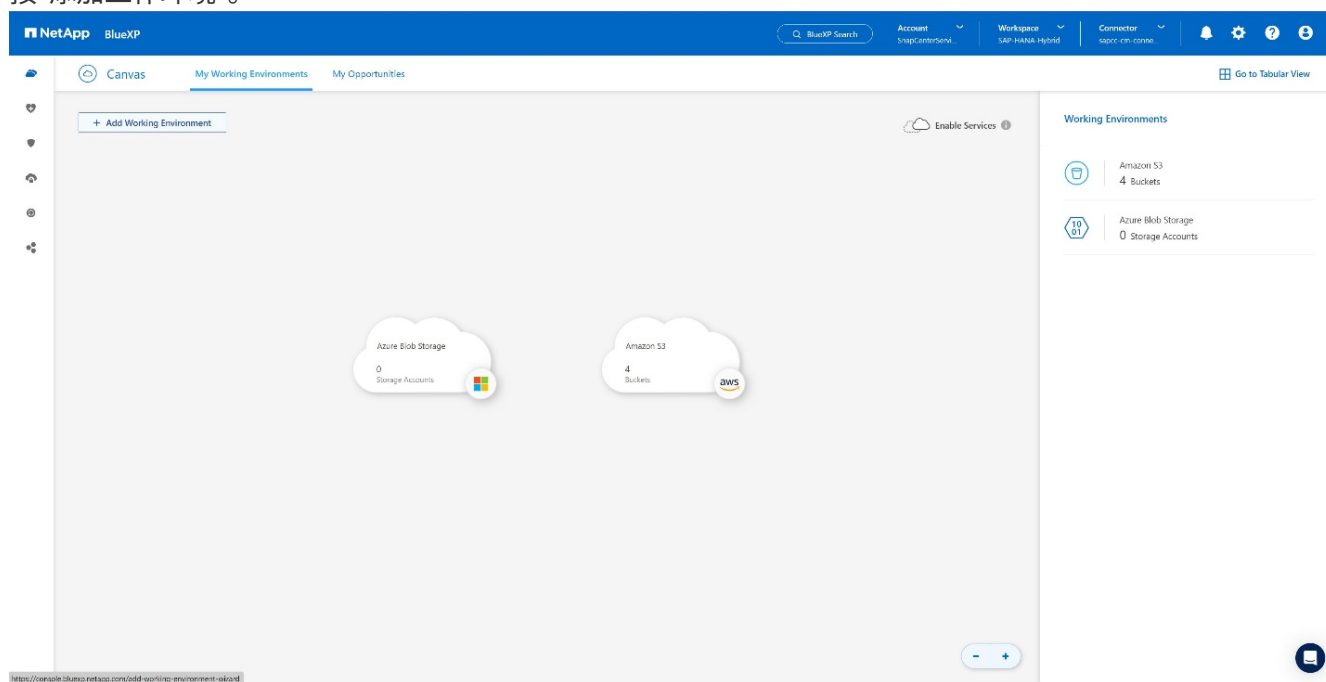 NetApp BlueXP
BlueXP Search
Account
SnapCenterServi...
Workspace
SAP-HANA-Hybrid
Connector
sapcc-cm-conne...
Canvas
My Working Environments
My Opportunities
Go to Tabular View
+ Add Working Environment
Enable Services
Working Environments
Amazon S3
4 Buckets
Azure Blob Storage
0 Storage Accounts
10
01
Azure Blob Storage
0
Storage Accounts
Amazon S3
4
Buckets
aws
- +
https://console.bluexp.netapp.com/add-working-environment-wizard